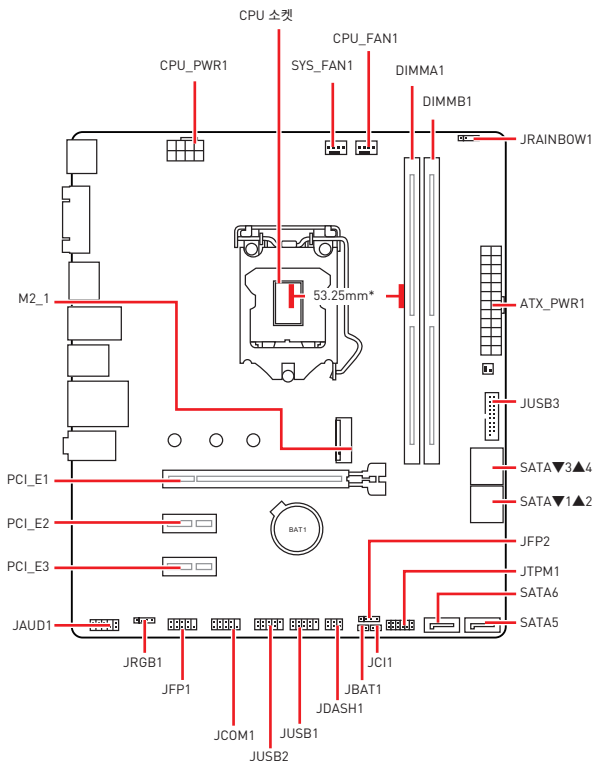 CPU 소켓
CPU_FAN1
CPU_PWR1
SYS_FAN1
DIMMA1
DIMMB1
JRAINBOW1
M2_1
53.25mm*
ATX_PWR1
JUSB3
SATA▼3▲4
PCI_E1
SATA▼1▲2
PCI_E2
BAT1
JFP2
PCI_E3
JTPM1
SATA6
JAUD1
SATA5
JRGB1
JCI1
JFP1
JBAT1
JDASH1
JCOM1
JUSB1
JUSB2